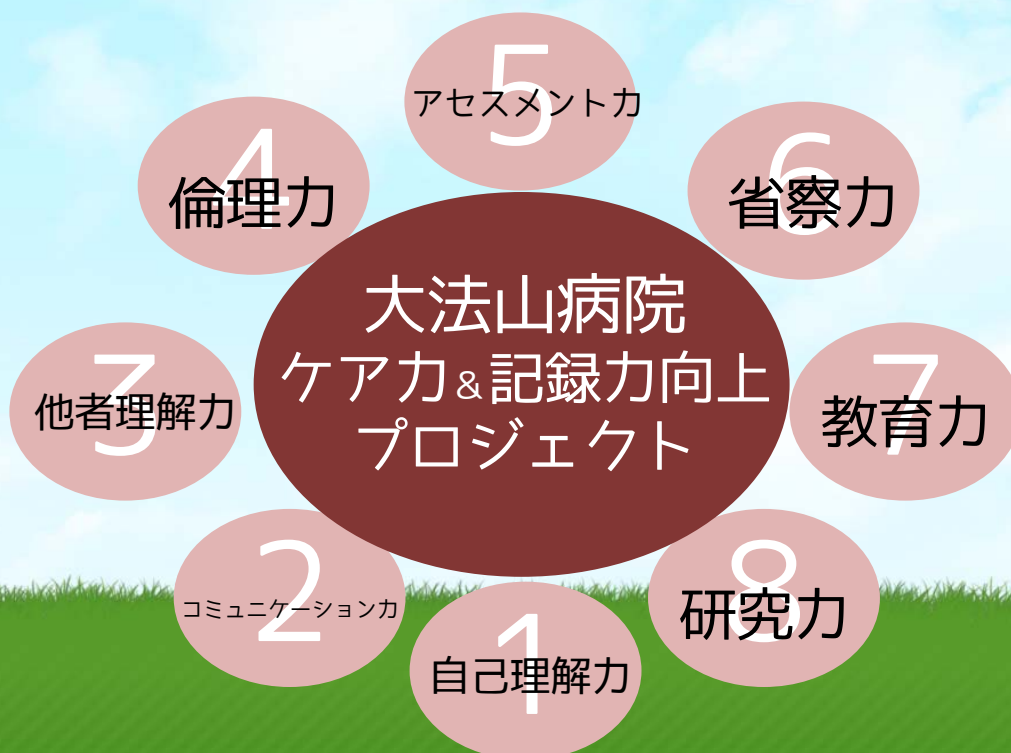 5
アセスメント力
4
倫理力
6
省察力
大法山病院
ケア力&記録力向上
プロジェクト
3
他者理解力
7
教育力
2
コミュニケーション力
8
研究力
1
自己理解力